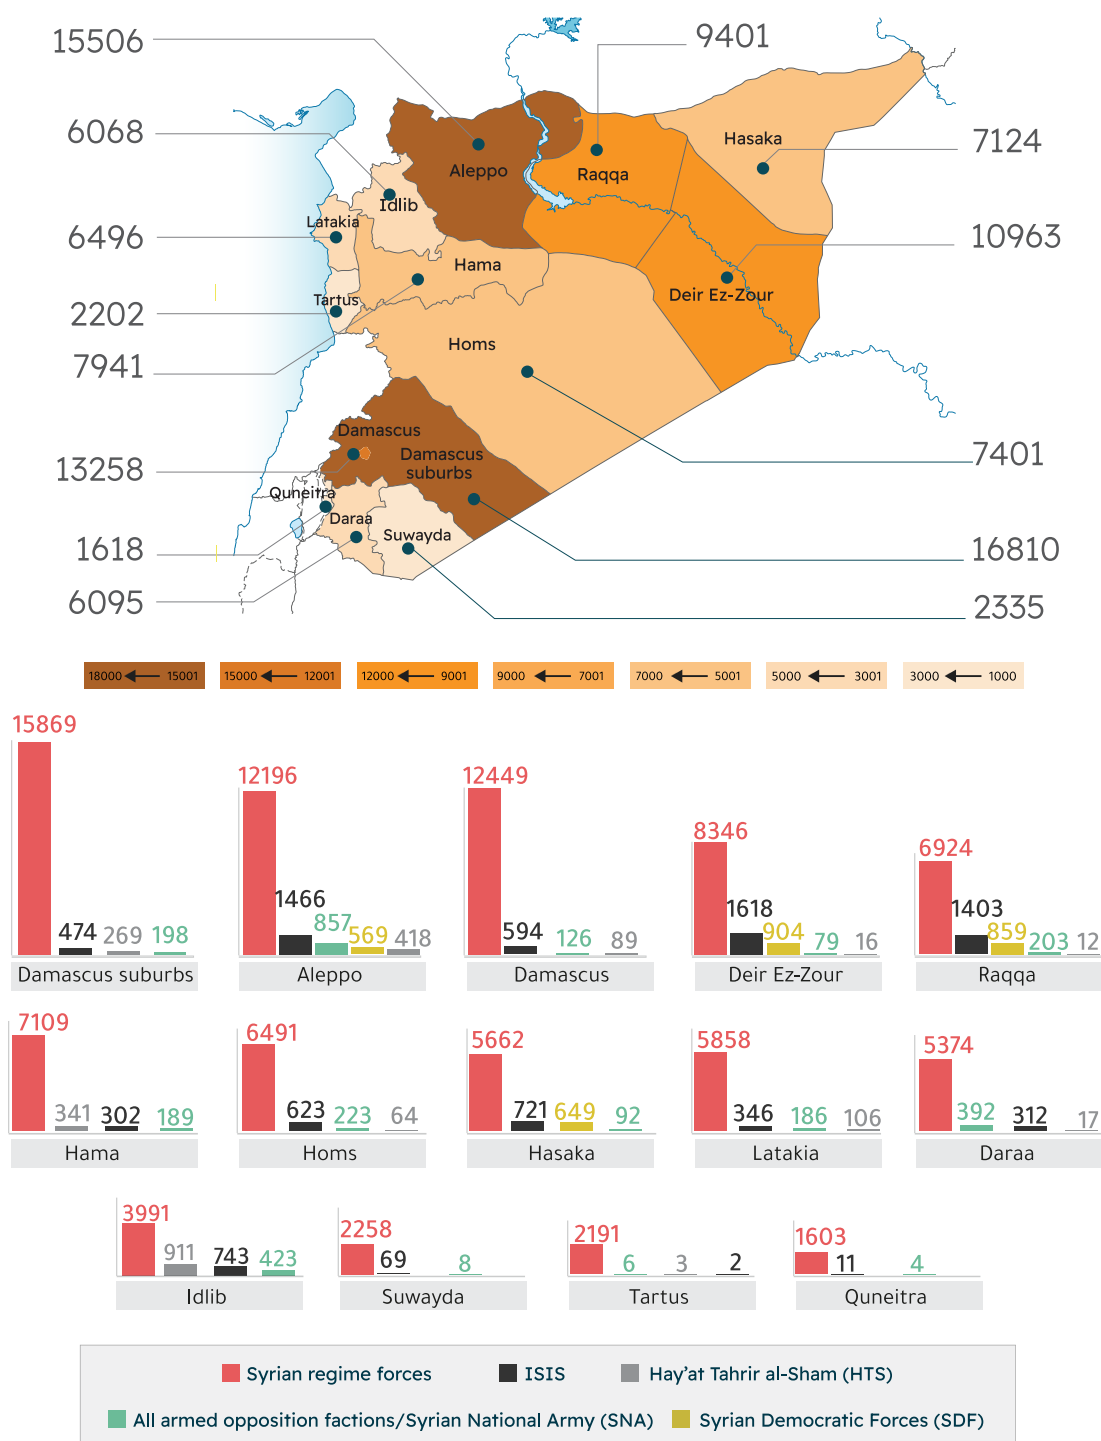 15506
9401
6068
Hasaka
7124
Aleppo
Raqqa
Idlib
Latakia
6496
10963
Hama
Deir Ez-Zour
Tartus
2202
Homs
7941
Damascus
7401
Damascus
suburbs
13258
Quneitra
Daraa
Suwayda
1618
16810
6095
2335
18000 ← 15001
15000 ← 12001
12000 ← 9001
9000 ← 7001
7000 ← 5001
5000 ← 3001
3000 ← 1000
15869
474 269 198
Damascus suburbs
12196
1466
857
569 418
Aleppo
12449
594 126 89
Damascus
8346
1618
904 79 16
Deir Ez-Zour
6924
1403
859 203 12
Raqqa
7109
341 302 189
Hama
6491
623 223 64
Homs
5662
721 649 92
Hasaka
5858
346 186 106
Latakia
5374
392 312 17
Daraa
3991
911 743 423
Idlib
2258
69 8
Suwayda
2191
6 3 2
Tartus
1603
11 4
Quneitra
Syrian regime forces
ISIS
Hay'at Tahrir al-Sham (HTS)
All armed opposition factions/Syrian National Army (SNA)
Syrian Democratic Forces (SDF)